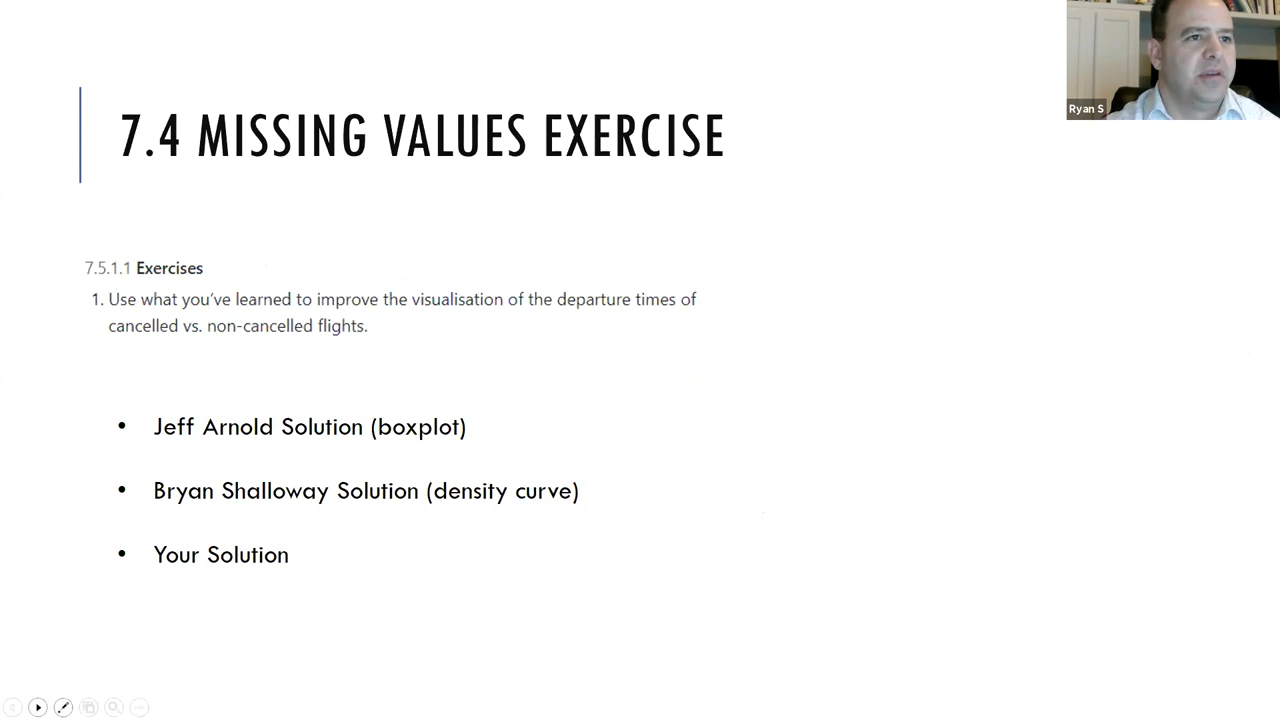 Ryan S
7.4 MISSING VALUES EXERCISE
7.5.1.1 Exercises
1. Use what you've learned to improve the visualisation of the departure times of
cancelled vs. non-cancelled flights.
• Jeff Arnold Solution (boxplot)
• Bryan Shalloway Solution (density curve)
• Your Solution